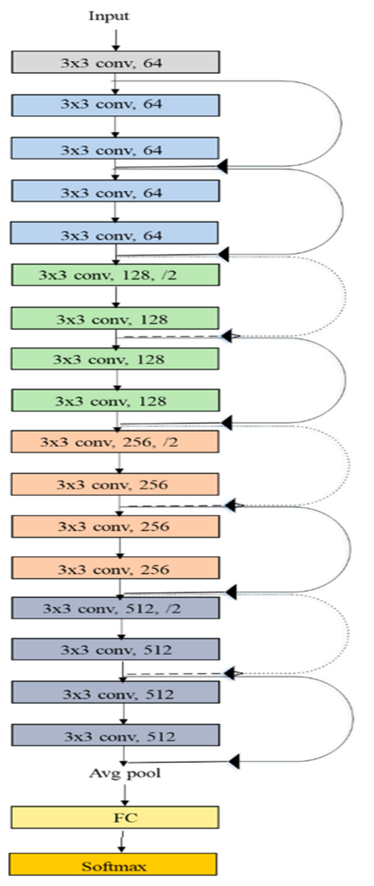 Input
3x3 conv, 64
3x3 conv, 64
3x3 conv, 64
3x3 conv, 64
3x3 conv, 64
3x3 conv, 128, /2
3x3 conv, 128
3x3 conv, 128
3x3 conv, 128
3x3 conv, 256, /2
3x3 conv, 256
3x3 conv, 256
3x3 conv, 256
3x3 conv, 512, /2
3x3 conv, 512
3x3 conv, 512
3x3 conv, 512
Avg pool
FC
Softmax